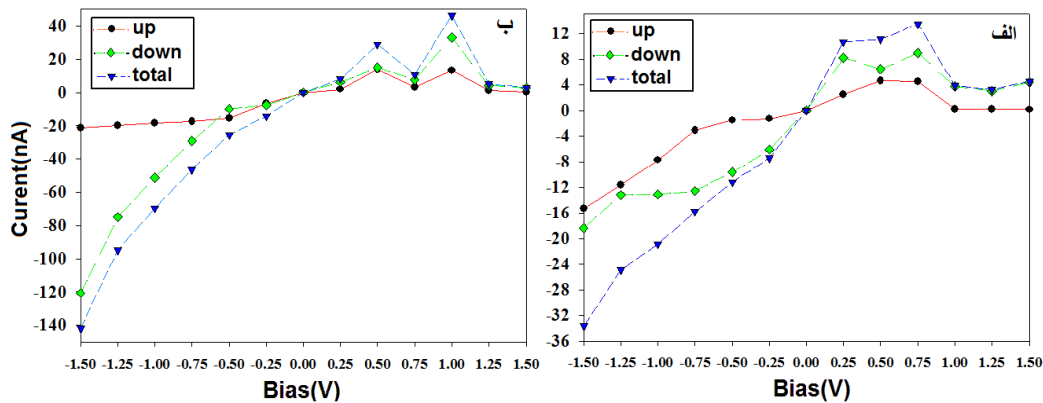 ب
up
down
total
40
20
0
-20
-40
-60
-80
-100
-120
-140
Curent(nA)
-1.50 -1.25 -1.00 -0.75 -0.50 -0.25 0.00 0.25 0.50 0.75 1.00 1.25 1.50
Bias(V)
الف
up
down
total
12
8
4
0
-4
-8
-12
-16
-20
-24
-28
-32
-36
-1.50 -1.25 -1.00 -0.75 -0.50 -0.25 0.00 0.25 0.50 0.75 1.00 1.25 1.50
Bias(V)